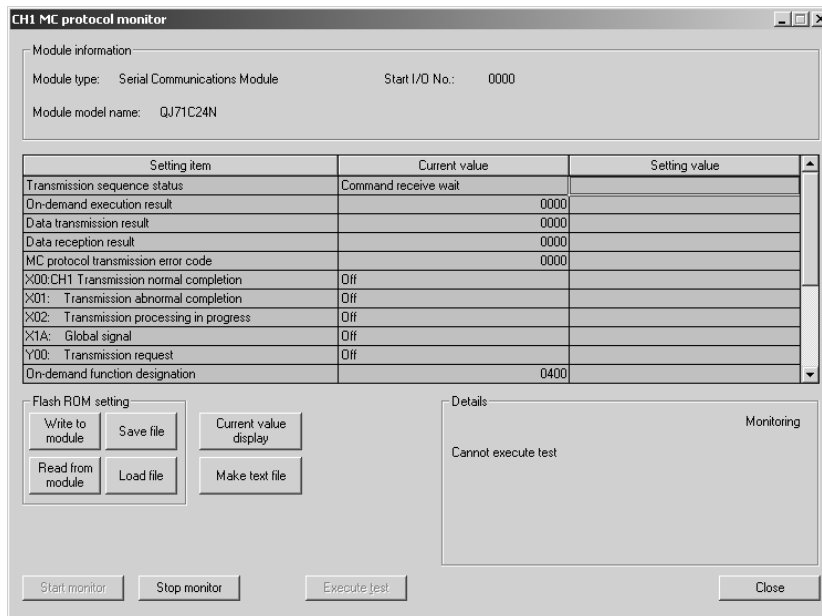 CH1 MC protocol monitor
Module information
Module type: Serial Communications Module Start I/O No.: 0000
Module model name: QJ71C24N
Setting item Current value Setting value
Transmission sequence status Command receive wait
On-demand execution result 0000
Data transmission result 0000
Data reception result 0000
MC protocol transmission error code 0000
X00:CH1 Transmission normal completion Off
X01: Transmission abnormal completion Off
X02: Transmission processing in progress Off
X1A: Global signal Off
Y00: Transmission request Off
On-demand function designation 0400
Flash ROM setting
Write to
module
Save file
Current value
display
Read from
module
Load file
Make text file
Details
Monitoring
Cannot execute test
Start monitor Stop monitor Execute test Close